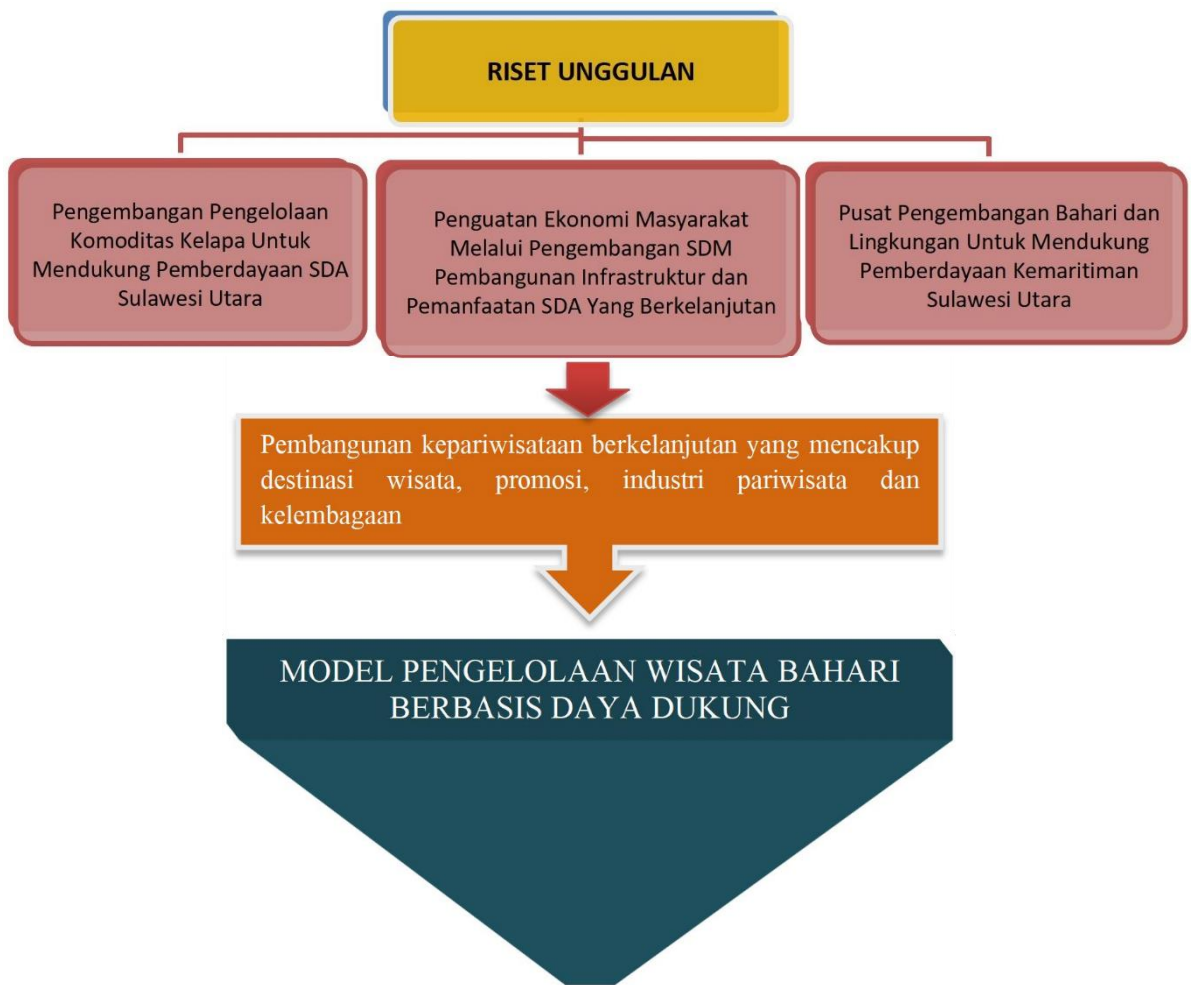 RISET UNGGULAN
Pengembangan Pengelolaan
Komoditas Kelapa Untuk
Mendukung Pemberdayaan SDA
Sulawesi Utara
Penguatan Ekonomi Masyarakat
Melalui Pengembangan SDM
Pembangunan Infrastruktur dan
Pemanfaatan SDA Yang Berkelanjutan
Pusat Pengembangan Bahari dan
Lingkungan Untuk Mendukung
Pemberdayaan Kemaritiman
Sulawesi Utara
Pembangunan kepariwisataan berkelanjutan yang mencakup
destinasi wisata, promosi, industri pariwisata dan
kelembagaan
MODEL PENGELOLAAN WISATA BAHARI
BERBASIS DAYA DUKUNG